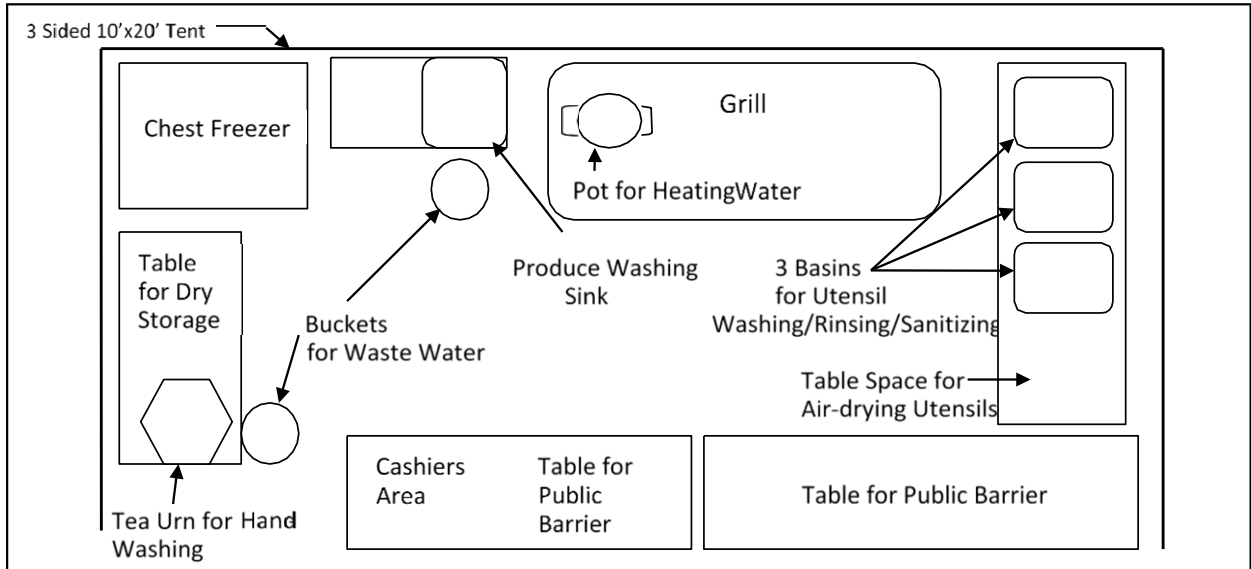 3 Sided 10’x20’ Tent
Chest Freezer
Grill
Pot for HeatingWater
Table
for Dry
Storage
Produce Washing
Sink
3 Basins
for Utensil
Washing/Rinsing/Sanitizing
Buckets
for Waste Water
Table Space for
Air-drying Utensils
Cashiers
Area
Table for
Public
Barrier
Table for Public Barrier
Tea Urn for Hand
Washing